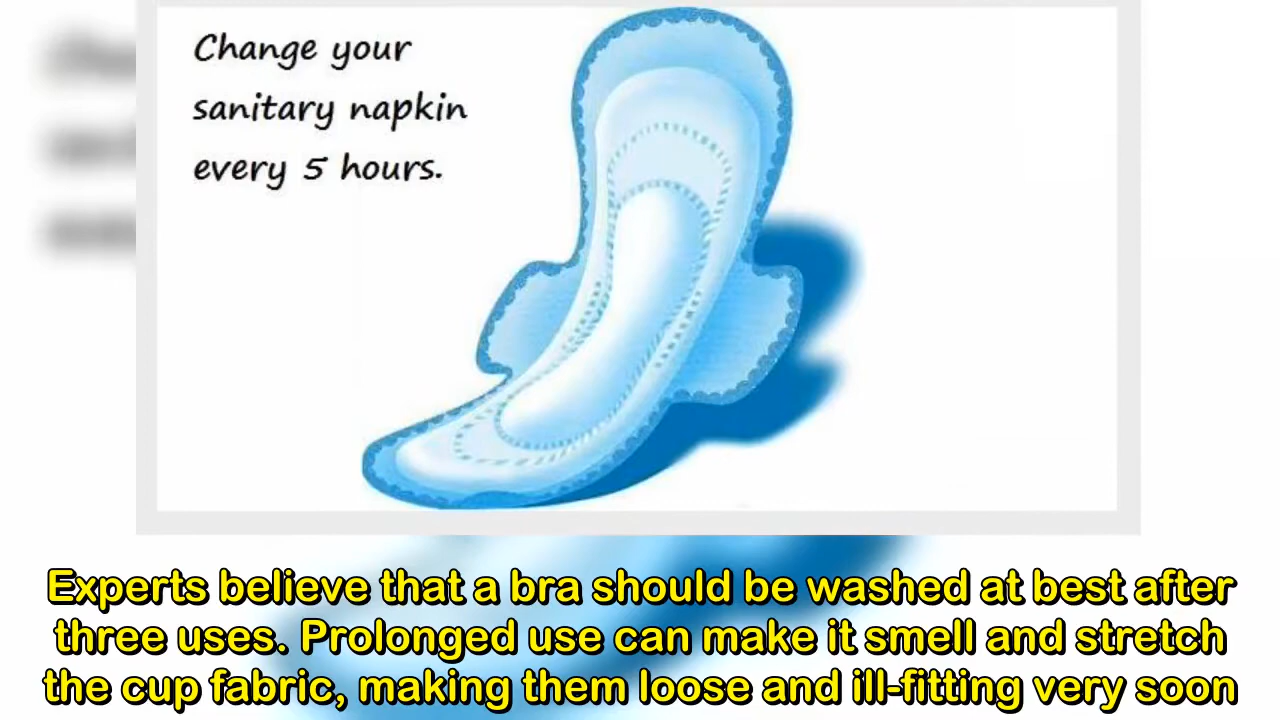 Change your
sanitary napkin
every 5 hours.
Experts believe that a bra should be washed at best after
three uses. Prolonged use can make it smell and stretch
the cup fabric, making them loose and ill-fitting very soon